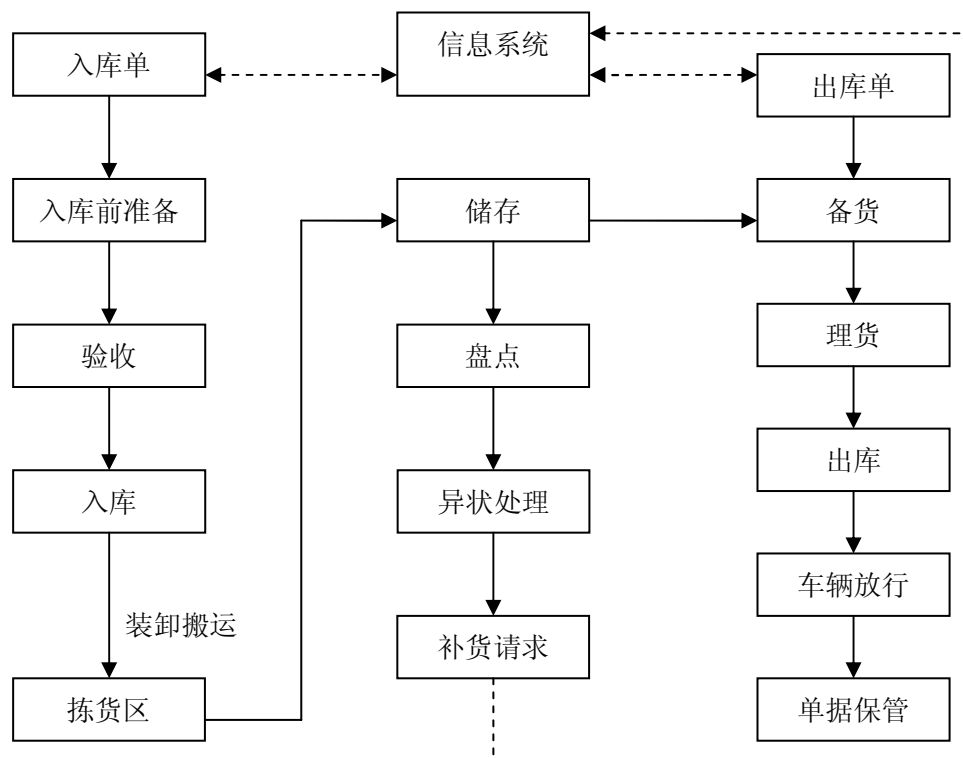 入库单
信息系统
出库单
入库前准备
储存
备货
验收
盘点
理货
入库
异状处理
出库
装卸搬运
补货请求
车辆放行
拣货区
单据保管